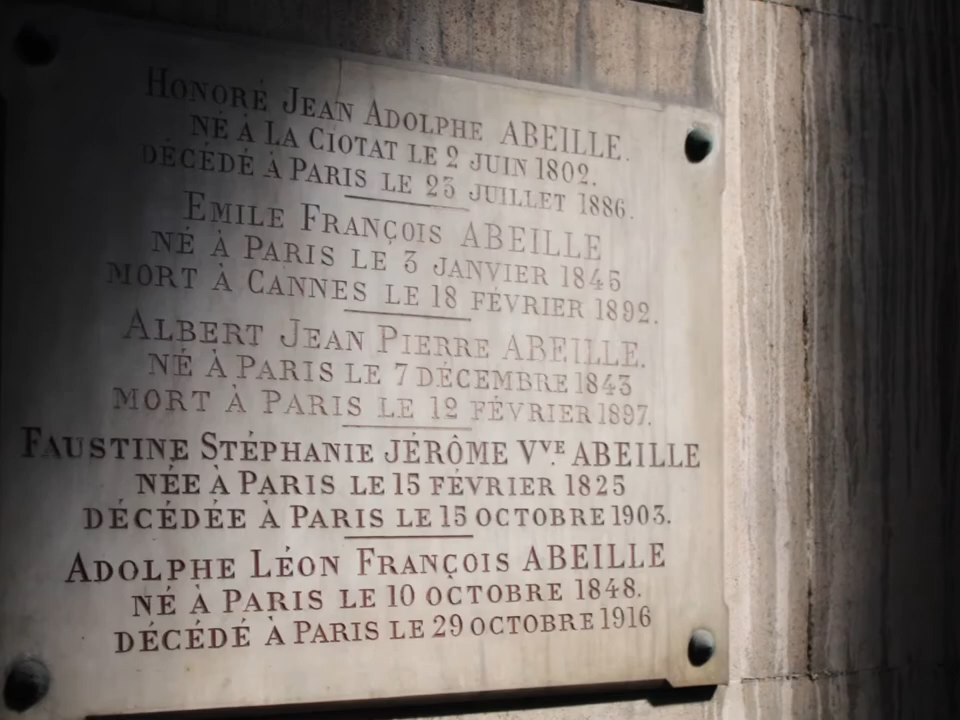 HONORÉ JEAN ADOLPHE ABEILLE.
NÉ À LA CIOTAT LE 2 JUIN 1802.
DÉCÉDÉ À PARIS LE 23 JUILLET 1886.
EMILE FRANÇOIS ABEILLE
NÉ À PARIS LE 3 JANVIER 1845
MORT À CANNES LE 18 FÉVRIER 1892.
ALBERT JEAN PIERRE ABEILLE.
NÉ À PARIS LE 7 DÉCEMBRE 1843
MORT À PARIS LE 12 FÉVRIER 1897.
FAUSTINE STÉPHANIE JÉRÔME VVE ABEILLE
NÉE À PARIS LE 15 FÉVRIER 1825
DÉCÉDÉE À PARIS LE 15 OCTOBRE 1903.
ADOLPHE LÉON FRANÇOIS ABEILLE
NÉ À PARIS LE 10 OCTOBRE 1848.
DÉCÉDÉ À PARIS LE 29 OCTOBRE 1916